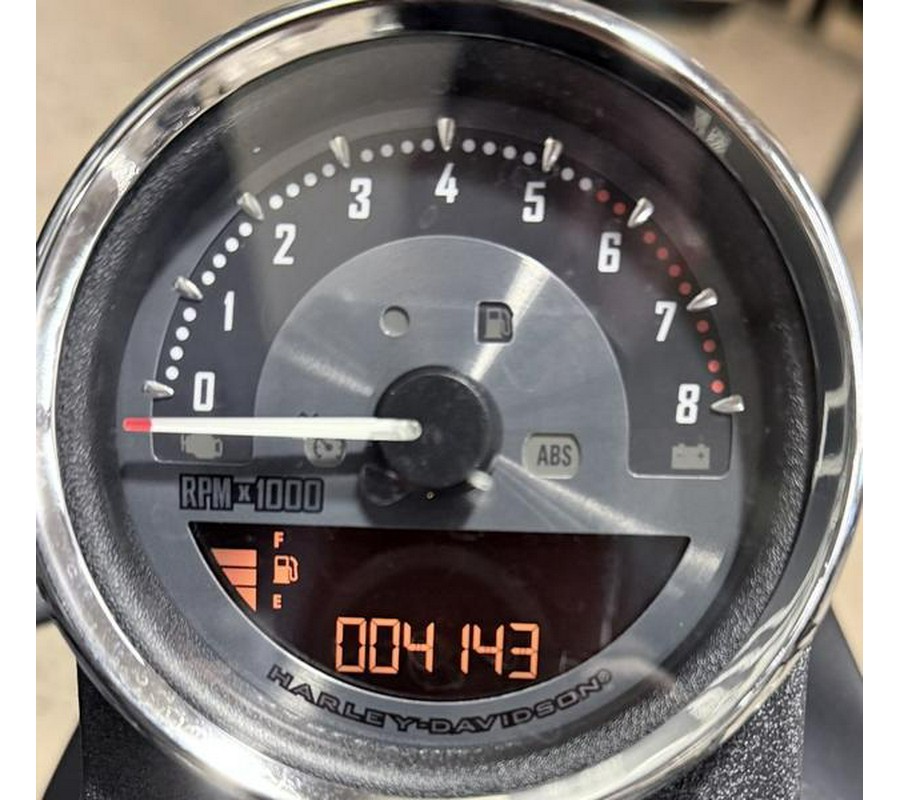 0 1 2 3 4 5 6 7 8
ABS
RPM x 1000
F
E
004143
HARLEY-DAVIDSON®